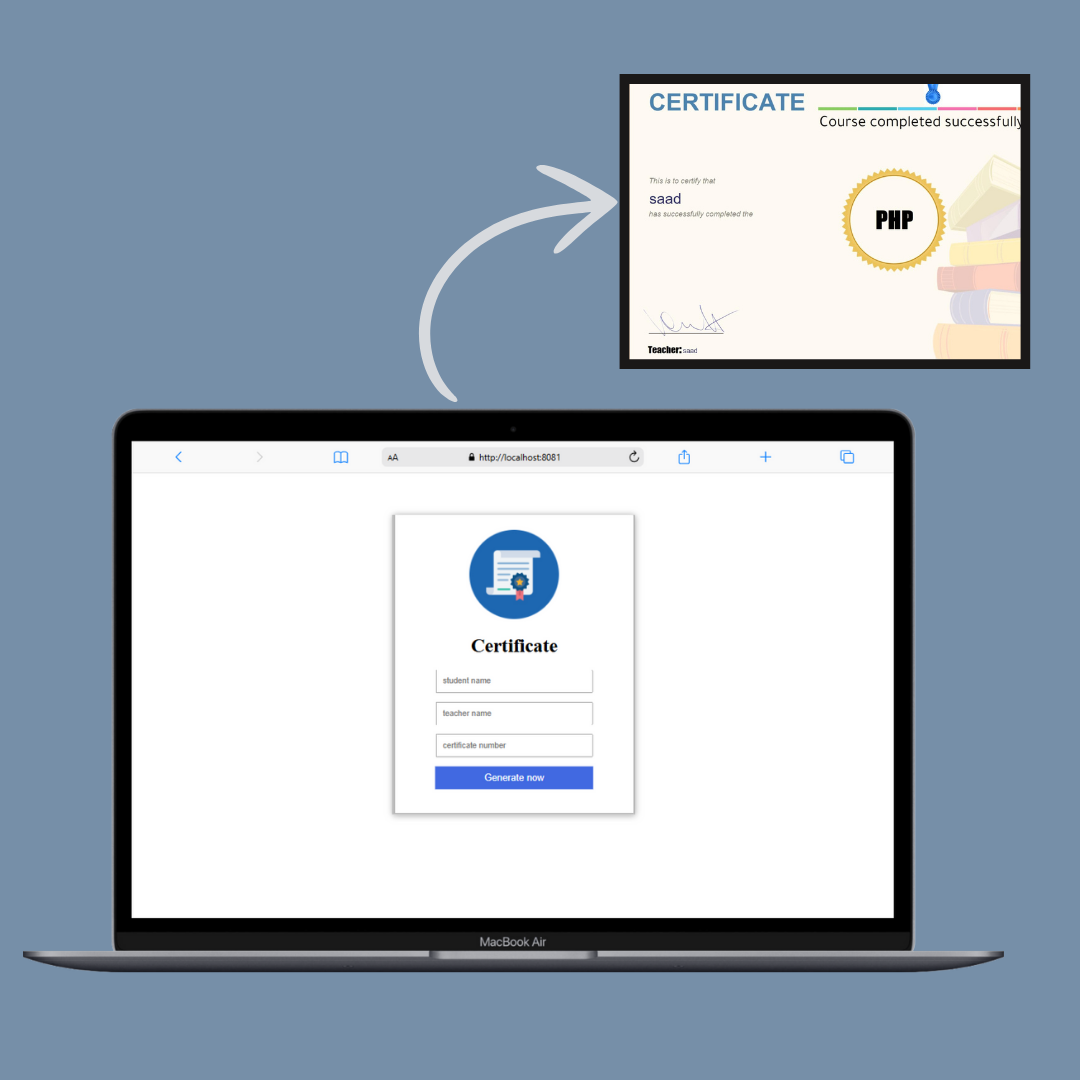 CERTIFICATE
Course completed successfully
This is to certify that
saad
has successfully completed the
PHP
Teacher: saad
AA
http://localhost:8081
Certificate
student name
teacher name
certificate number
Generate now
MacBook Air